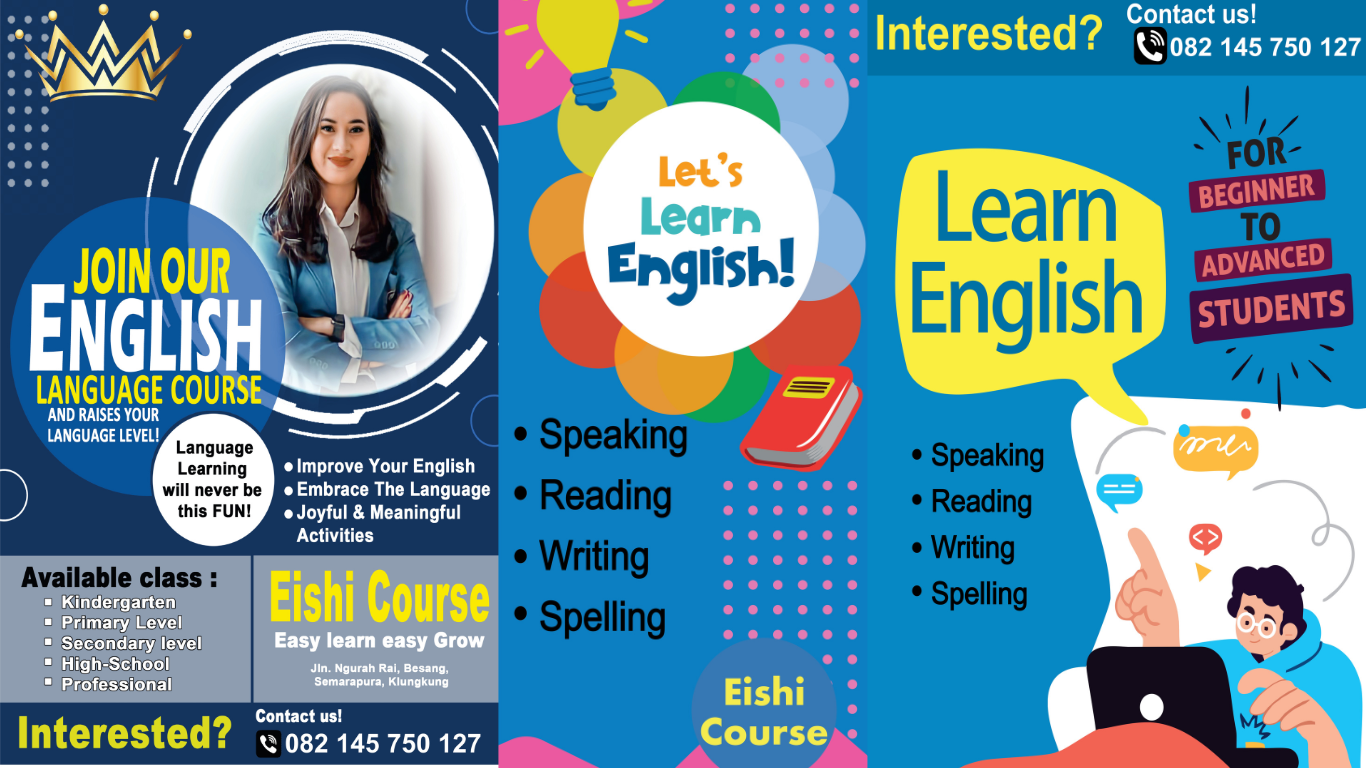 JOIN OUR
ENGLISH
LANGUAGE COURSE
AND RAISES YOUR
LANGUAGE LEVEL!
Language
Learning
will never be
this FUN!
● Improve Your English
● Embrace The Language
● Joyful & Meaningful
Activities
Available class :
▫ Kindergarten
▫ Primary Level
▫ Secondary level
▫ High-School
▫ Professional
Eishi Course
Easy learn easy Grow
Jln. Ngurah Rai, Besang,
Semarapura, Klungkung
Interested?
Contact us!
082 145 750 127
Let's
Learn
English!
• Speaking
• Reading
• Writing
• Spelling
Eishi
Course
Interested?
Contact us!
082 145 750 127
Learn
English
FOR
BEGINNER
TO
ADVANCED
STUDENTS
• Speaking
• Reading
• Writing
• Spelling